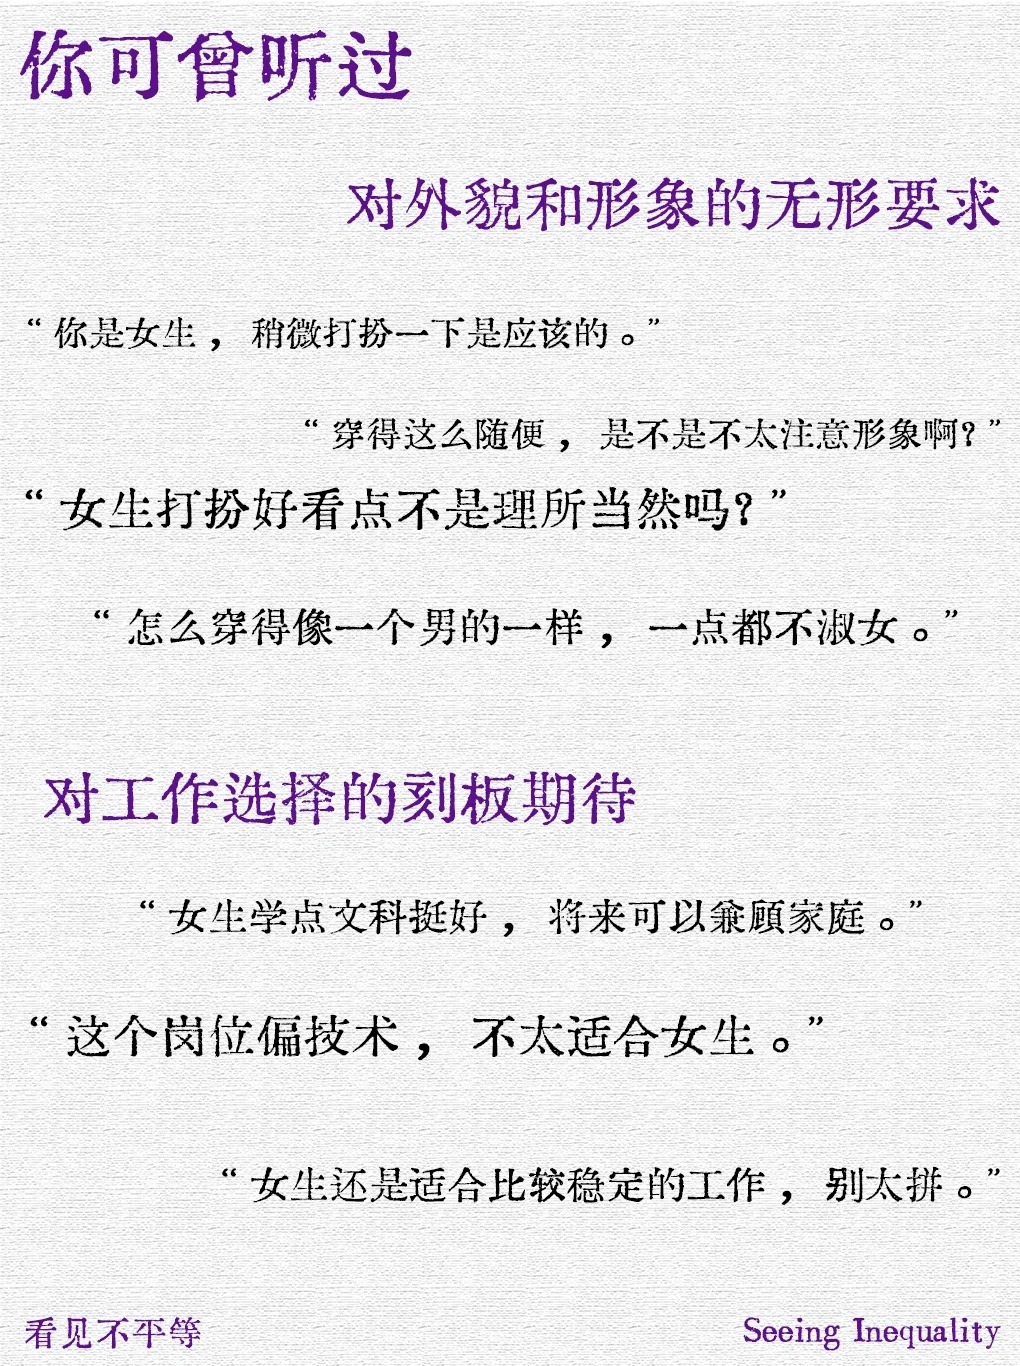 你可曾听过
对外貌和形象的无形要求
“你是女生，稍微打扮一下是应该的。”
“穿得这么随便，是不是不太注意形象啊?”
“女生打扮好看点不是理所当然吗?”
“怎么穿得像一个男的一样，一点都不淑女。”
对工作选择的刻板期待
“女生学点文科挺好，将来可以兼顾家庭。”
“这个岗位偏技术，不太适合女生。”
“女生还是适合比较稳定的工作，别太拼。”
看见不平等
Seeing Inequality